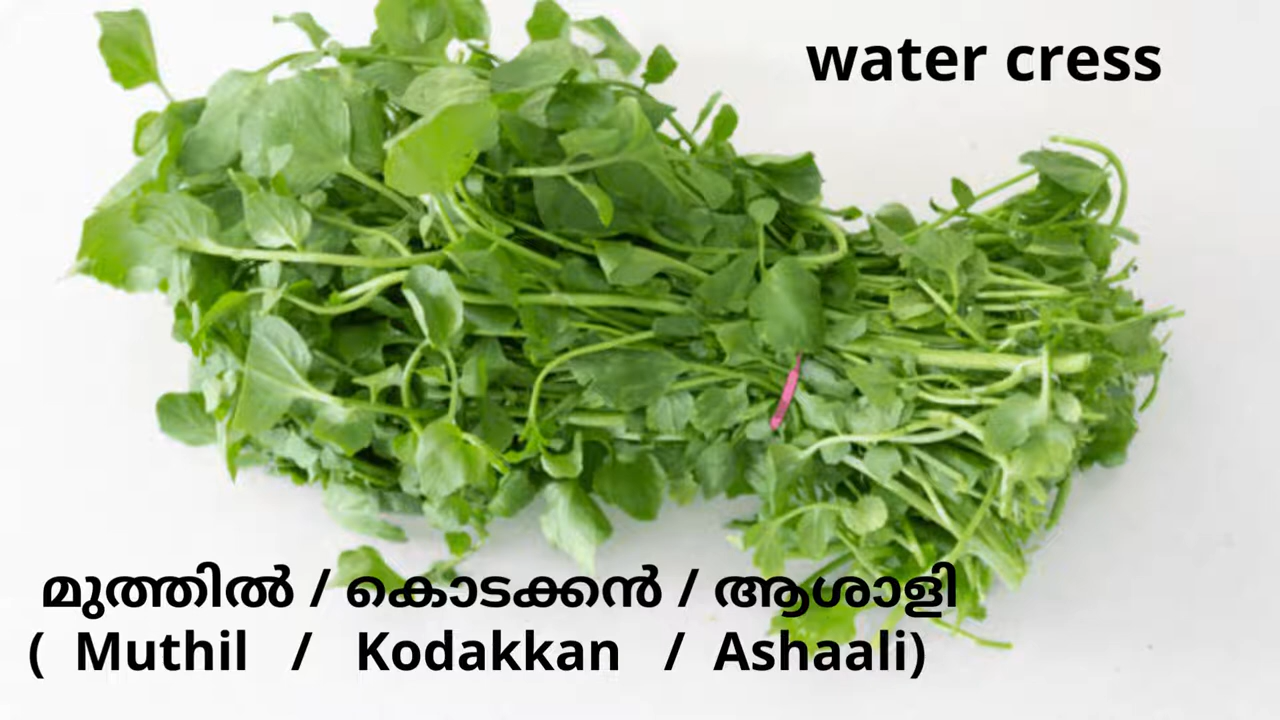 water cress
മുത്തിൽ / കൊടക്കൻ / ആശാളി
( Muthil / Kodakkan / Ashaali)